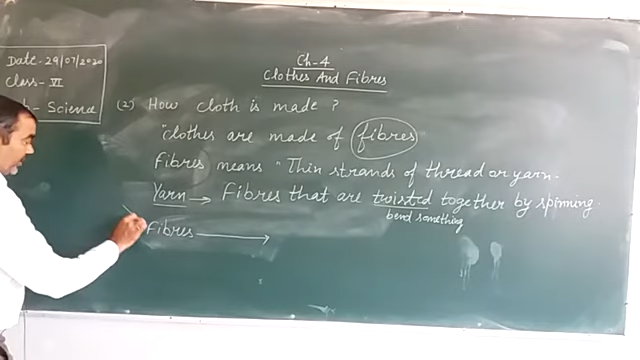 Date-29/07/2020
Class-VI
Science
Ch-4
Clothes And Fibres
(2) How cloth is made ?
"clothes are made of fibres
Fibres means "Thin strands of thread or yarn.
Yarn → Fibres that are twisted together by spinning.
bend something
Fibres →